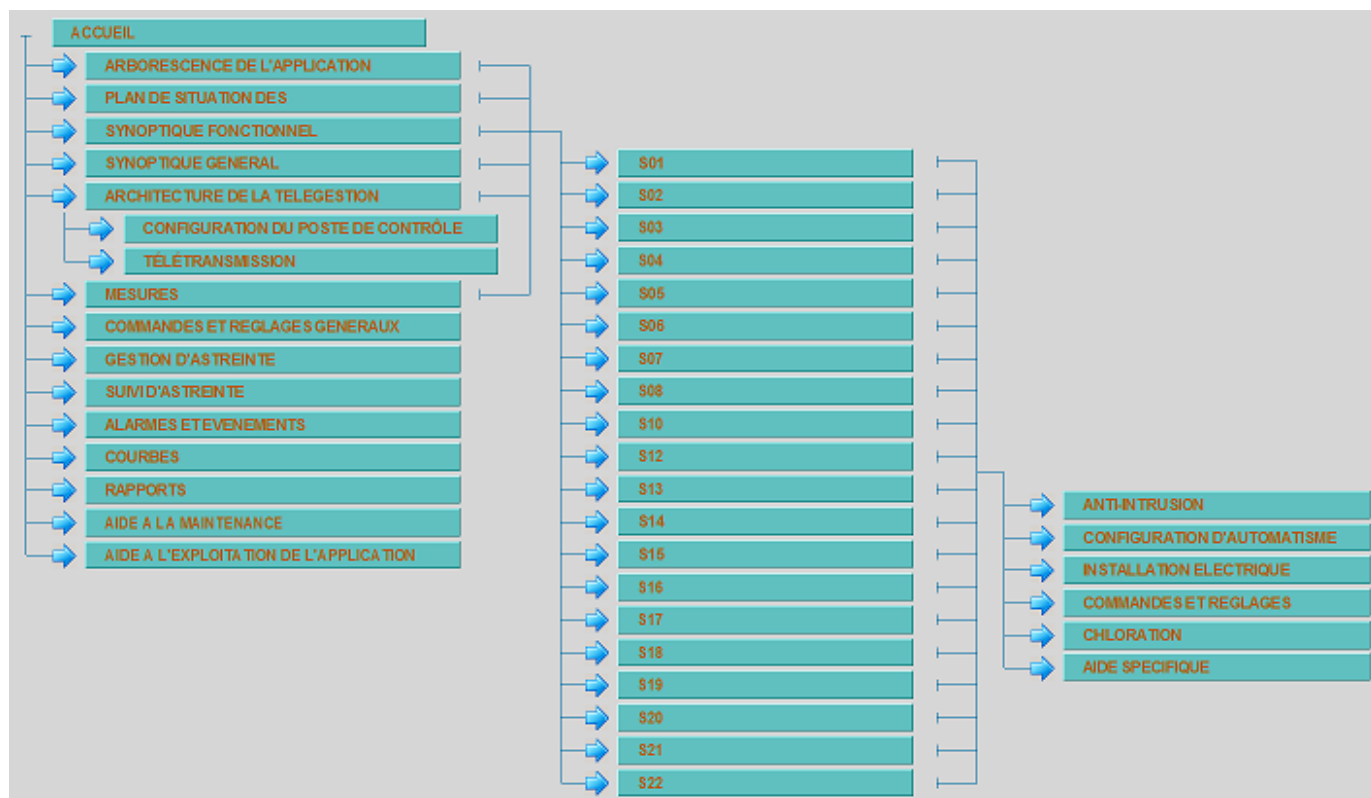 ACCUEIL
ARBORESCENCE DE L'APPLICATION
PLAN DE SITUATION DES
SYNOPTIQUE FONCTIONNEL
SYNOPTIQUE GENERAL
ARCHITECTURE DE LA TELEGESTION
CONFIGURATION DU POSTE DE CONTRÔLE
TÉLÉTRANSMISSION
MESURES
COMMANDES ET REGLAGES GENERAUX
GESTION D'ASTREINTE
SUIVI D'ASTREINTE
ALARMES ET EVENEMENTS
COURBES
RAPPORTS
AIDE A LA MAINTENANCE
AIDE A L'EXPLOITATION DE L'APPLICATION
S01
S02
S03
S04
S05
S06
S07
S08
S10
S12
S13
S14
S15
S16
S17
S18
S19
S20
S21
S22
ANTI-INTRUSION
CONFIGURATION D'AUTOMATISME
INSTALLATION ELECTRIQUE
COMMANDES ET REGLAGES
CHLORATION
AIDE SPECIFIQUE